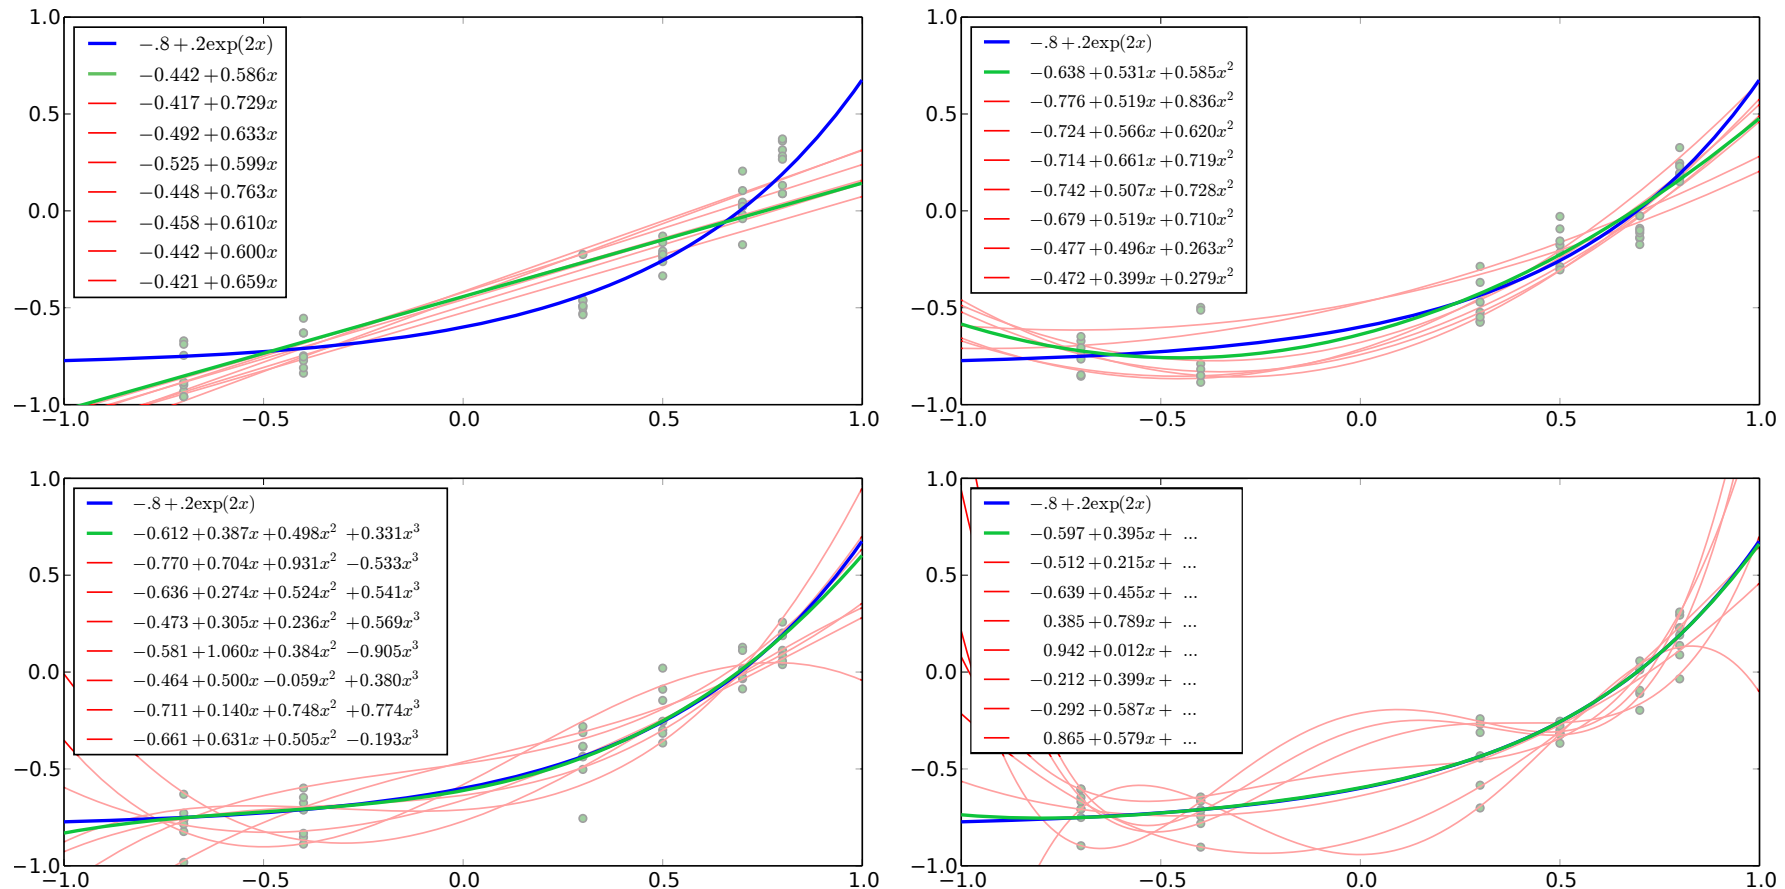 1.0
0.5
0.0
−0.5
−1.0
−1.0 −0.5 0.0 0.5 1.0
−.8+.2exp(2x)
−0.442+0.586x
−0.417+0.729x
−0.492+0.633x
−0.525+0.599x
−0.448+0.763x
−0.458+0.610x
−0.442+0.600x
−0.421+0.659x
1.0
0.5
0.0
−0.5
−1.0
−1.0 −0.5 0.0 0.5 1.0
−.8+.2exp(2x)
−0.638+0.531x+0.585x²
−0.776+0.519x+0.836x²
−0.724+0.566x+0.620x²
−0.714+0.661x+0.719x²
−0.742+0.507x+0.728x²
−0.679+0.519x+0.710x²
−0.477+0.496x+0.263x²
−0.472+0.399x+0.279x²
1.0
0.5
0.0
−0.5
−1.0
−1.0 −0.5 0.0 0.5 1.0
−.8+.2exp(2x)
−0.612+0.387x+0.498x² +0.331x³
−0.770+0.704x+0.931x² −0.533x³
−0.636+0.274x+0.524x² +0.541x³
−0.473+0.305x+0.236x² +0.569x³
−0.581+1.060x+0.384x² −0.905x³
−0.464+0.500x−0.059x² +0.380x³
−0.711+0.140x+0.748x² +0.774x³
−0.661+0.631x+0.505x² −0.193x³
1.0
0.5
0.0
−0.5
−1.0
−1.0 −0.5 0.0 0.5 1.0
−.8+.2exp(2x)
−0.597+0.395x+ ...
−0.512+0.215x+ ...
−0.639+0.455x+ ...
0.385+0.789x+ ...
0.942+0.012x+ ...
−0.212+0.399x+ ...
−0.292+0.587x+ ...
0.865+0.579x+ ...